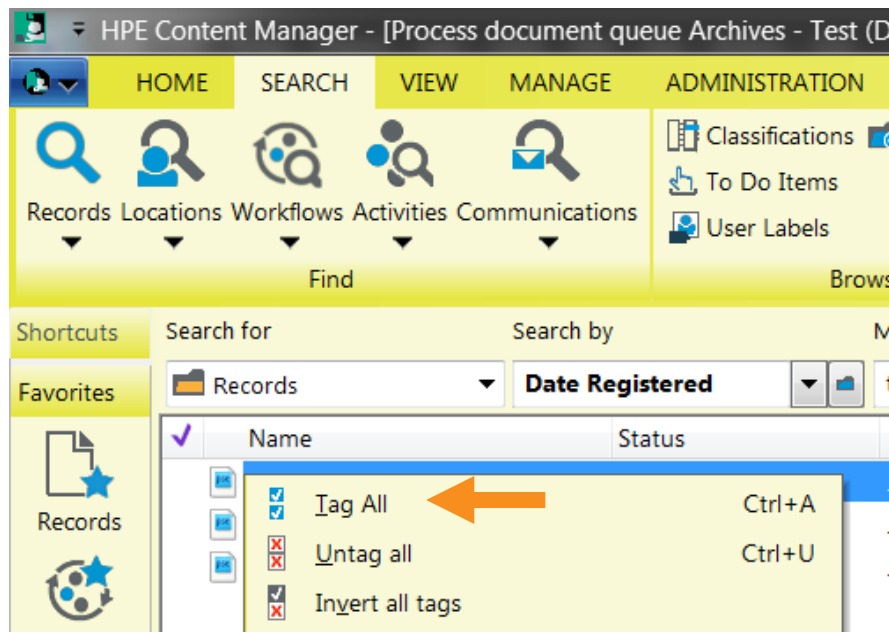 HPE Content Manager - [Process document queue Archives - Test (D
HOME SEARCH VIEW MANAGE ADMINISTRATION
Classifications
To Do Items
User Labels
Records Locations Workflows Activities Communications
Find
Brows
Shortcuts
Search for Search by M
Favorites
Records Date Registered
Name Status
Records
Tag All Ctrl+A
Untag all Ctrl+U
Invert all tags